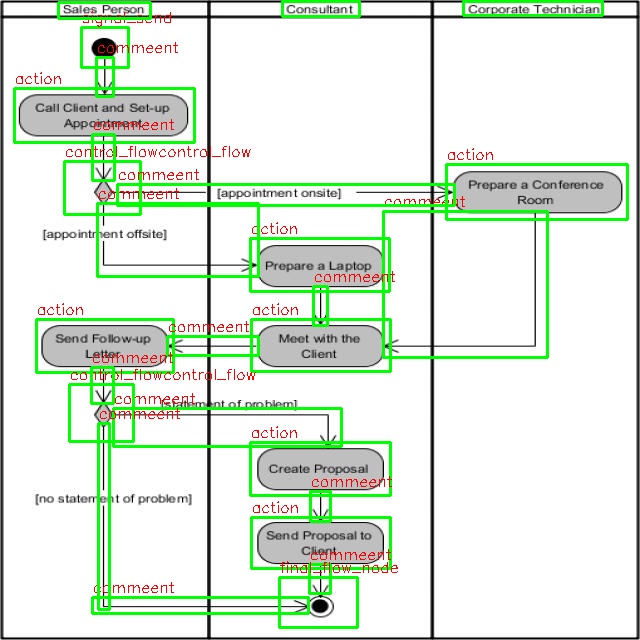 Sales Person
Consultant
Corporate Technician
signal_send
commeent
action
Call Client and Set-up
Appointment
commeent
control_flowcontrol_flow
commeent
commeent
[appointment onsite]
action
Prepare a Conference
Room
commeent
[appointment offsite]
action
Prepare a Laptop
commeent
action
Send Follow-up
Letter
commeent
commeent
action
Meet with the
Client
control_flowcontrol_flow
commeent
commeent
[statement of problem]
action
Create Proposal
commeent
[no statement of problem]
action
Send Proposal to
Client
commeent
final_flow_node
commeent